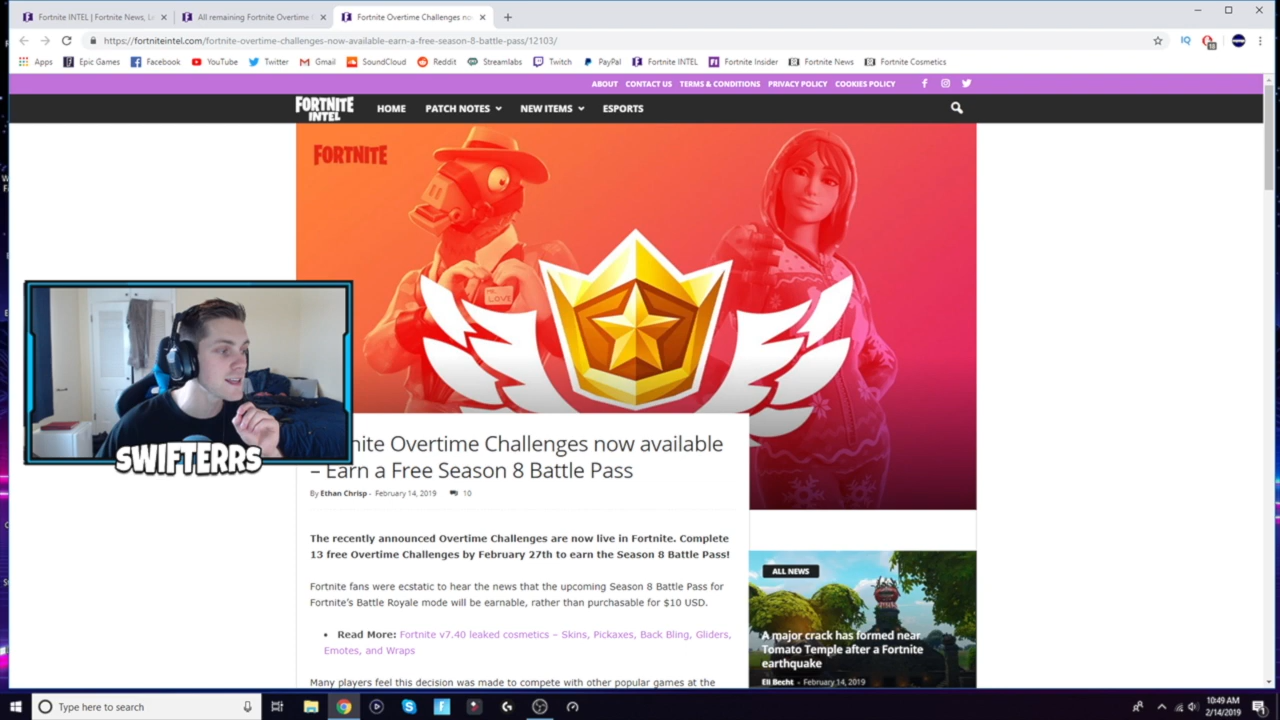 Fortnite INTEL | Fortnite News, L
All remaining Fortnite Overtime
Fortnite Overtime Challenges no
https://fortniteintel.com/fortnite-overtime-challenges-now-available-earn-a-free-season-8-battle-pass/12103/
Apps Epic Games Facebook YouTube Twitter Gmail SoundCloud Reddit Streamlabs Twitch PayPal Fortnite INTEL Fortnite Insider Fortnite News Fortnite Cosmetics
ABOUT CONTACT US TERMS & CONDITIONS PRIVACY POLICY COOKIES POLICY
FORTNITE INTEL
HOME PATCH NOTES NEW ITEMS ESPORTS
FORTNITE
LOVE
SWIFTERRS
nite Overtime Challenges now available
– Earn a Free Season 8 Battle Pass
By Ethan Chrisp - February 14, 2019 10
The recently announced Overtime Challenges are now live in Fortnite. Complete
13 free Overtime Challenges by February 27th to earn the Season 8 Battle Pass!
Fortnite fans were ecstatic to hear the news that the upcoming Season 8 Battle Pass for
Fortnite's Battle Royale mode will be earnable, rather than purchasable for $10 USD.
• Read More: Fortnite v7.40 leaked cosmetics – Skins, Pickaxes, Back Bling, Gliders,
Emotes, and Wraps
Many players feel this decision was made to compete with other popular games at the
ALL NEWS
A major crack has formed near
Tomato Temple after a Fortnite
earthquake
Eli Becht - February 14, 2019
Type here to search
10:49 AM
2/14/2019